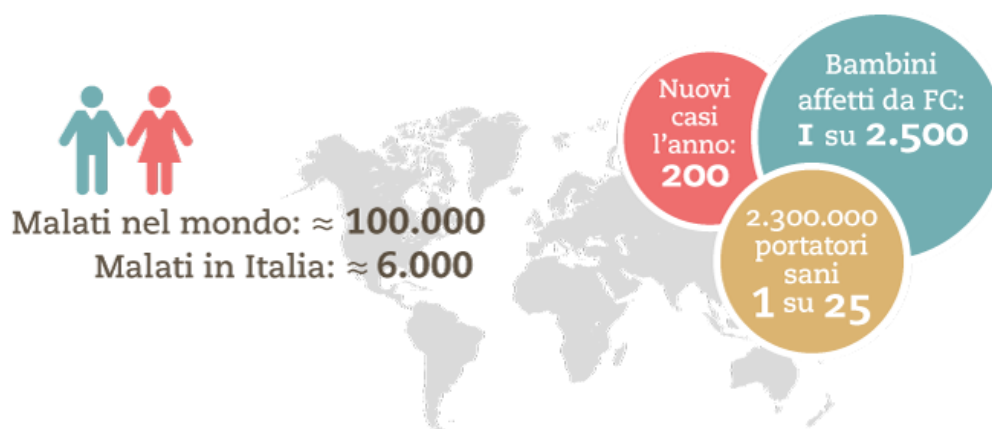 Malati nel mondo: ≈ 100.000
Malati in Italia: ≈ 6.000
Nuovi
casi
l'anno:
200
Bambini
affetti da FC:
1 su 2.500
2.300.000
portatori
sani
1 su 25